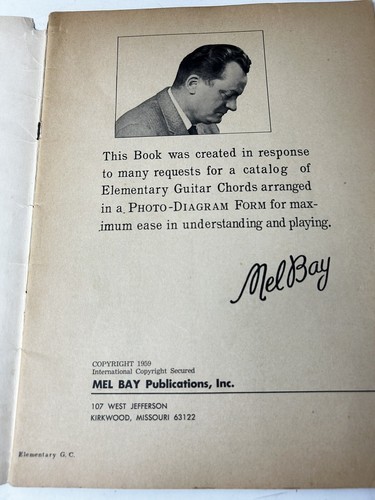 This Book was created in response
to many requests for a catalog of
Elementary Guitar Chords arranged
in a PHOTO-DIAGRAM FORM for max-
imum ease in understanding and playing.
Mel Bay
COPYRIGHT 1959
International Copyright Secured
MEL BAY Publications, Inc.
107 WEST JEFFERSON
KIRKWOOD, MISSOURI 63122
Elementary G. C.